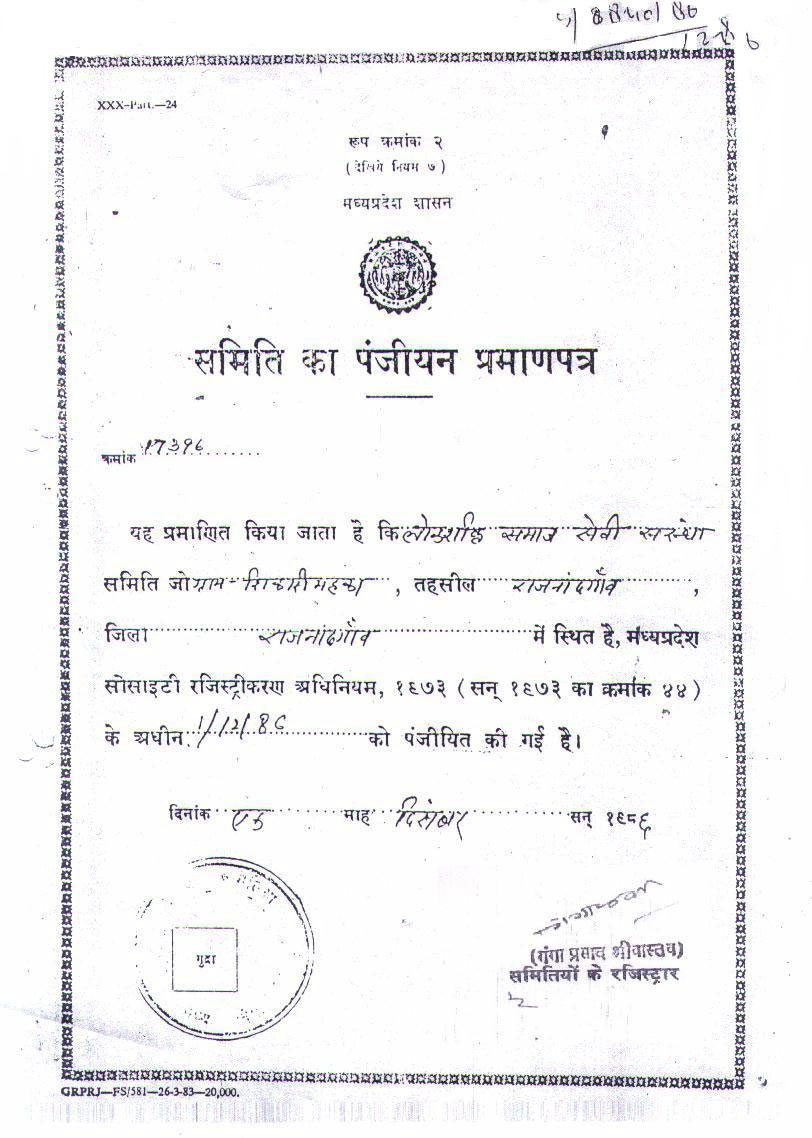 XXX-Part.—24
रूप क्रमांक २
( देखिये नियम ७ )
मध्यप्रदेश शासन
समिति का पंजीयन प्रमाणपत्र
क्रमांक 17396
यह प्रमाणित किया जाता है कि समाज सेवी संस्था
समिति जो ग्राम- , तहसील राजनांदगाँव ,
जिला राजनांदगाँव में स्थित है, मध्यप्रदेश
सोसाइटी रजिस्ट्रीकरण अधिनियम, १९७३ ( सन् १९७३ का क्रमांक ४४ )
के अधीन 1/12/86 को पंजीयित की गई है।
दिनांक एक माह दिसंबर सन् १९८६
मुद्रा
(गंगा प्रसाद श्रीवास्तव)
समितियों के रजिस्ट्रार
GRPRJ—FS/581—26-3-83—20,000.